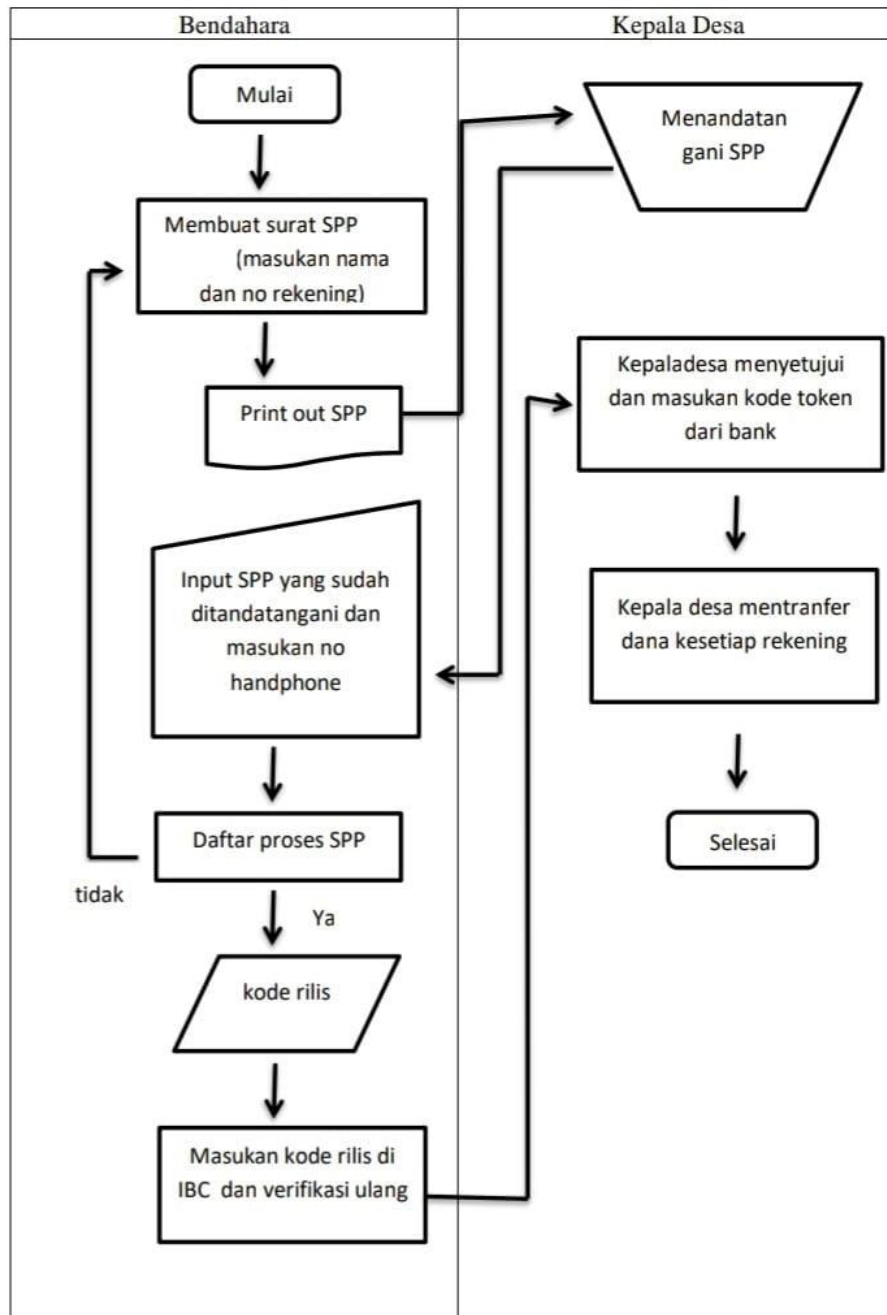 Bendahara
Kepala Desa
Mulai
Membuat surat SPP
(masukan nama
dan no rekening)
Print out SPP
Menandatan
gani SPP
Input SPP yang sudah
ditandatangani dan
masukan no
handphone
Daftar proses SPP
tidak
Ya
kode rilis
Masukan kode rilis di
IBC dan verifikasi ulang
Kepaladesa menyetujui
dan masukan kode token
dari bank
Kepala desa mentranfer
dana kesetiap rekening
Selesai